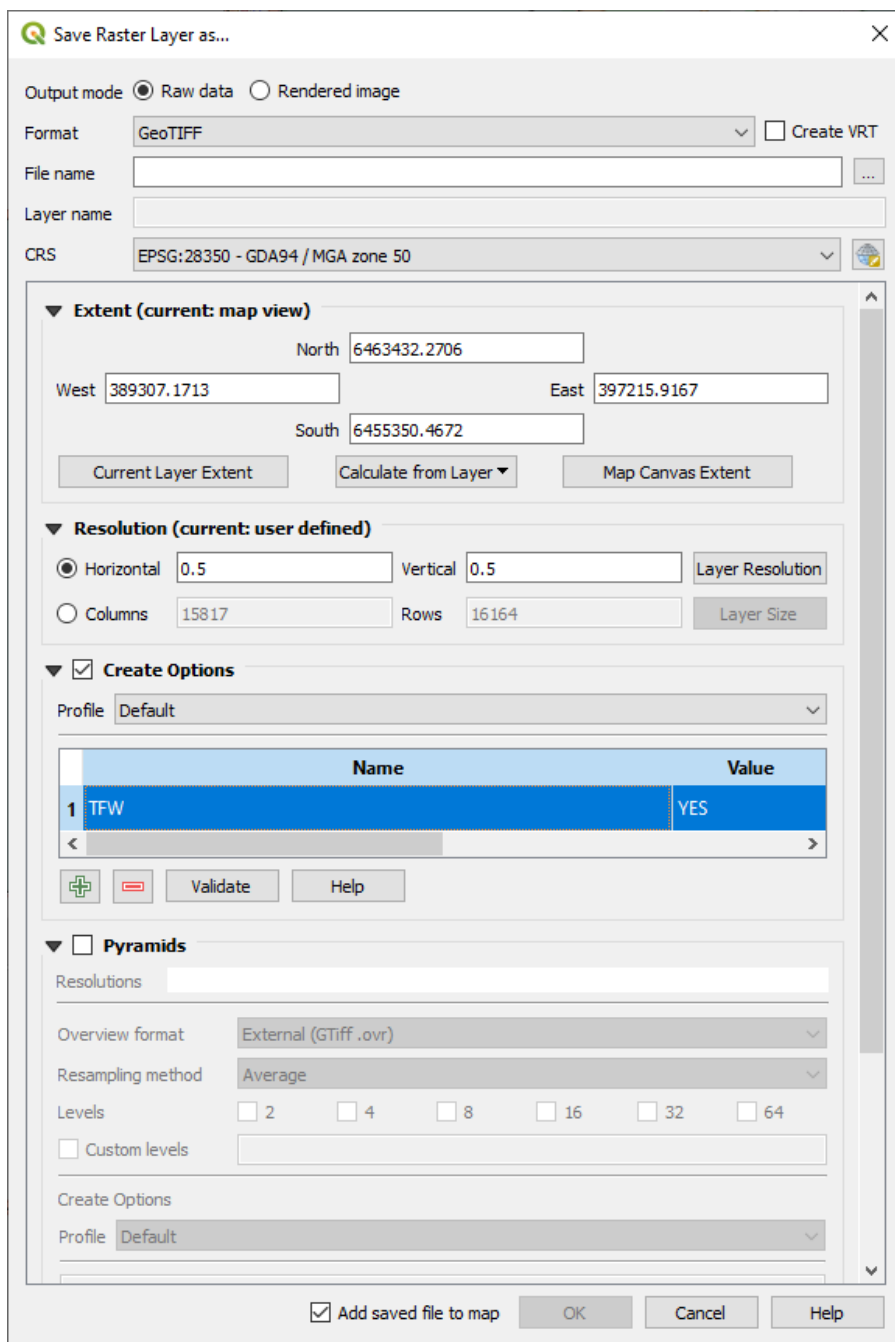 Save Raster Layer as...
Output mode Raw data Rendered image
Format GeoTIFF Create VRT
File name ...
Layer name
CRS EPSG:28350 - GDA94 / MGA zone 50
Extent (current: map view)
North 6463432.2706
West 389307.1713 East 397215.9167
South 6455350.4672
Current Layer Extent Calculate from Layer Map Canvas Extent
Resolution (current: user defined)
Horizontal 0.5 Vertical 0.5 Layer Resolution
Columns 15817 Rows 16164 Layer Size
Create Options
Profile Default
Name Value
1 TFW YES
Validate Help
Pyramids
Resolutions
Overview format External (GTiff .ovr)
Resampling method Average
Levels 2 4 8 16 32 64
Custom levels
Create Options
Profile Default
Add saved file to map OK Cancel Help